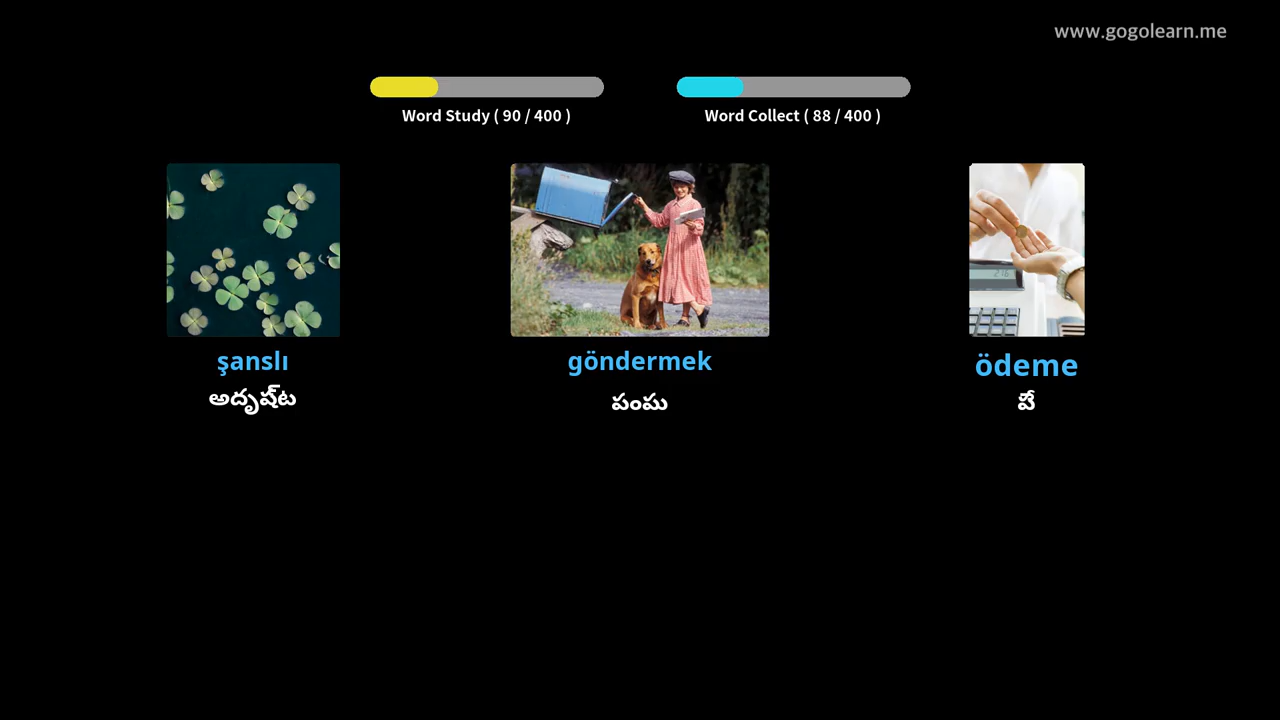 www.gogolearn.me
Word Study ( 90 / 400 )
Word Collect ( 88 / 400 )
şanslı
göndermek
ödeme
అదృష్ట
పంపు
పే